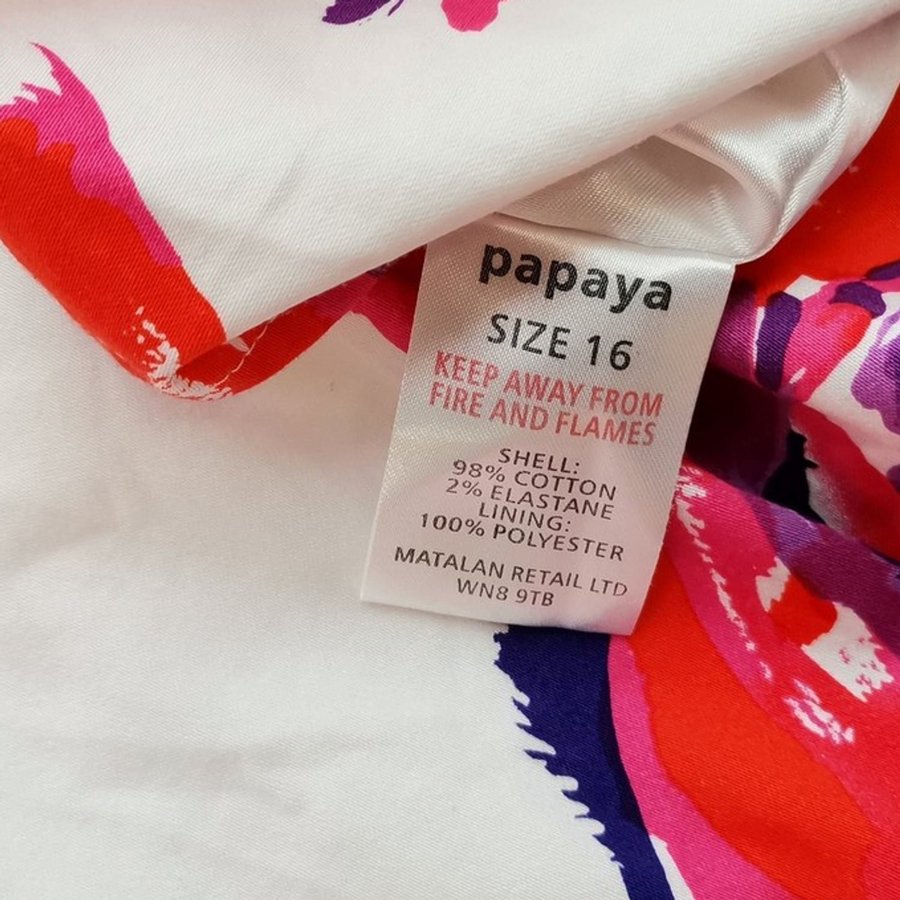 papaya
SIZE 16
KEEP AWAY FROM
FIRE AND FLAMES
SHELL:
98% COTTON
2% ELASTANE
LINING:
100% POLYESTER
MATALAN RETAIL LTD
WN8 9TB